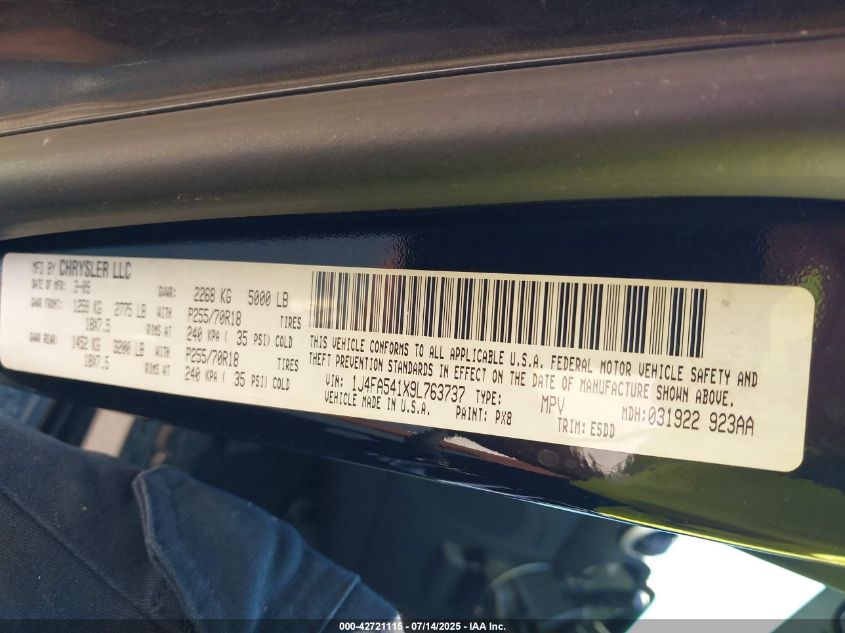 MFD BY CHRYSLER LLC
DATE OF MFR: 3-09 GVWR: 2268 KG 5000 LB
GAWR FRONT: 1259 KG 2775 LB WITH P255/70R18 TIRES
18X7.5 RIMS AT 240 KPA ( 35 PSI) COLD
GAWR REAR: 1452 KG 3200 LB WITH P255/70R18 TIRES
18X7.5 RIMS AT 240 KPA ( 35 PSI) COLD
THIS VEHICLE CONFORMS TO ALL APPLICABLE U.S.A. FEDERAL MOTOR VEHICLE SAFETY AND
THEFT PREVENTION STANDARDS IN EFFECT ON THE DATE OF MANUFACTURE SHOWN ABOVE.
VIN: 1J4FA541X9L763737 TYPE: MPV MDH: 031922 923AA
VEHICLE MADE IN U.S.A. PAINT: PX8 TRIM: E5DD
000-42721115 - 07/14/2025 - IAA Inc.